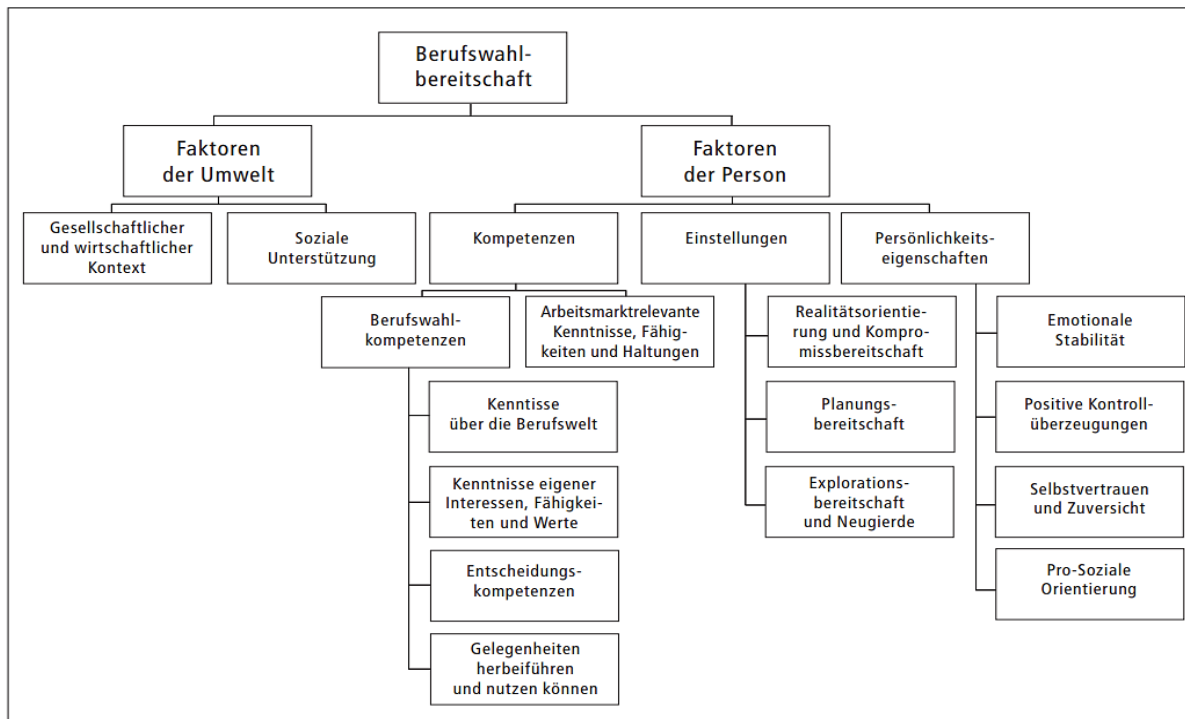 Berufswahl-
bereitschaft
Faktoren
der Umwelt
Faktoren
der Person
Gesellschaftlicher
und wirtschaftlicher
Kontext
Soziale
Unterstützung
Kompetenzen
Einstellungen
Persönlichkeits-
eigenschaften
Berufswahl-
kompetenzen
Arbeitsmarktrelevante
Kenntnisse, Fähig-
keiten und Haltungen
Kenntisse
über die Berufswelt
Kenntnisse eigener
Interessen, Fähigkei-
ten und Werte
Entscheidungs-
kompetenzen
Gelegenheiten
herbeiführen
und nutzen können
Realitätsorientie-
rung und Kompro-
missbereitschaft
Planungs-
bereitschaft
Explorations-
bereitschaft
und Neugierde
Emotionale
Stabilität
Positive Kontroll-
überzeugungen
Selbstvertrauen
und Zuversicht
Pro-Soziale
Orientierung